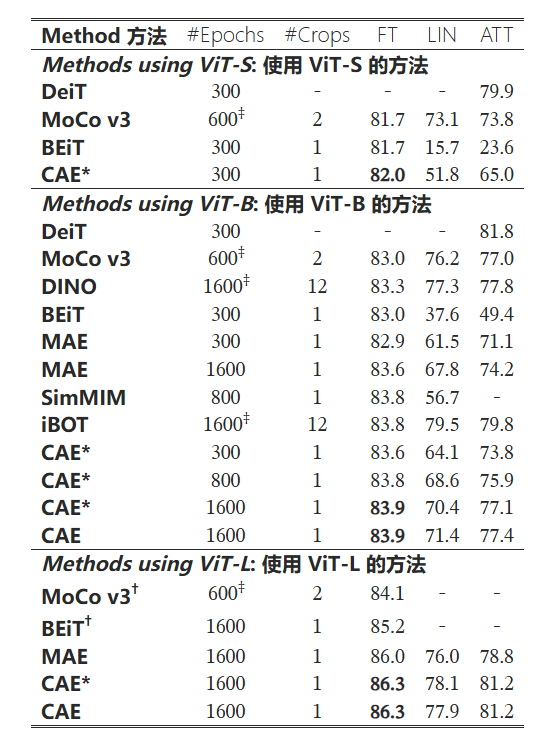 Method 方法 #Epochs #Crops FT LIN ATT
Methods using ViT-S: 使用 ViT-S 的方法
DeiT 300 - - - 79.9
MoCo v3 600‡ 2 81.7 73.1 73.8
BEiT 300 1 81.7 15.7 23.6
CAE* 300 1 82.0 51.8 65.0
Methods using ViT-B: 使用 ViT-B 的方法
DeiT 300 - - - 81.8
MoCo v3 600‡ 2 83.0 76.2 77.0
DINO 1600‡ 12 83.3 77.3 77.8
BEiT 300 1 83.0 37.6 49.4
MAE 300 1 82.9 61.5 71.1
MAE 1600 1 83.6 67.8 74.2
SimMIM 800 1 83.8 56.7 -
iBOT 1600‡ 12 83.8 79.5 79.8
CAE* 300 1 83.6 64.1 73.8
CAE* 800 1 83.8 68.6 75.9
CAE* 1600 1 83.9 70.4 77.1
CAE 1600 1 83.9 71.4 77.4
Methods using ViT-L: 使用 ViT-L 的方法
MoCo v3† 600‡ 2 84.1 - -
BEiT† 1600 1 85.2 - -
MAE 1600 1 86.0 76.0 78.8
CAE* 1600 1 86.3 78.1 81.2
CAE 1600 1 86.3 77.9 81.2